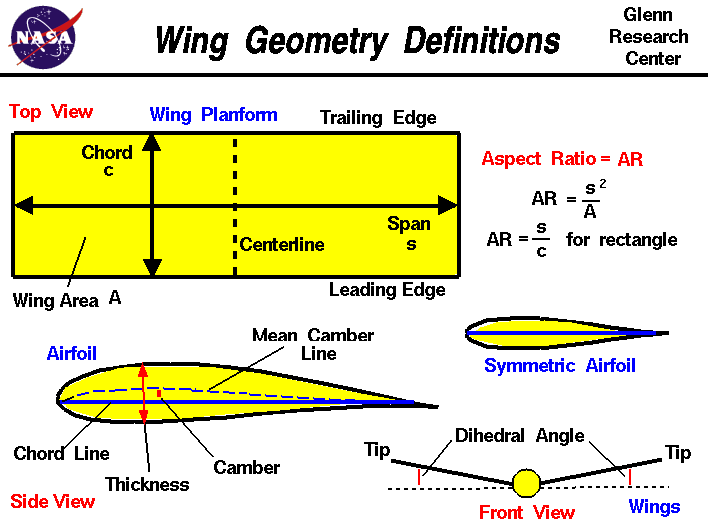 NASA
Wing Geometry Definitions
Glenn
Research
Center
Top View
Wing Planform
Trailing Edge
Chord
c
Span
s
Centerline
Wing Area A
Leading Edge
Aspect Ratio = AR
AR = s² / A
AR = s / c for rectangle
Airfoil
Mean Camber
Line
Chord Line
Thickness
Camber
Side View
Symmetric Airfoil
Tip
Dihedral Angle
Tip
Front View
Wings